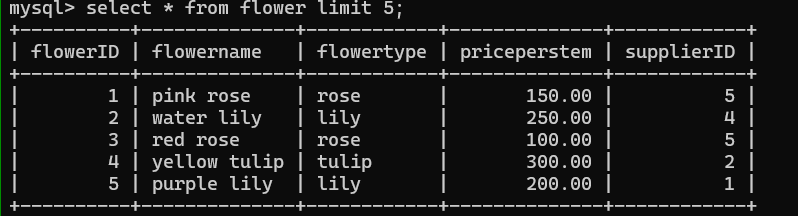 mysql> select * from flower limit 5;
+----------+--------------+------------+--------------+------------+
| flowerID | flowername   | flowertype | priceperstem | supplierID |
+----------+--------------+------------+--------------+------------+
|        1 | pink rose    | rose       |       150.00 |          5 |
|        2 | water lily   | lily       |       250.00 |          4 |
|        3 | red rose     | rose       |       100.00 |          5 |
|        4 | yellow tulip | tulip      |       300.00 |          2 |
|        5 | purple lily  | lily       |       200.00 |          1 |
+----------+--------------+------------+--------------+------------+